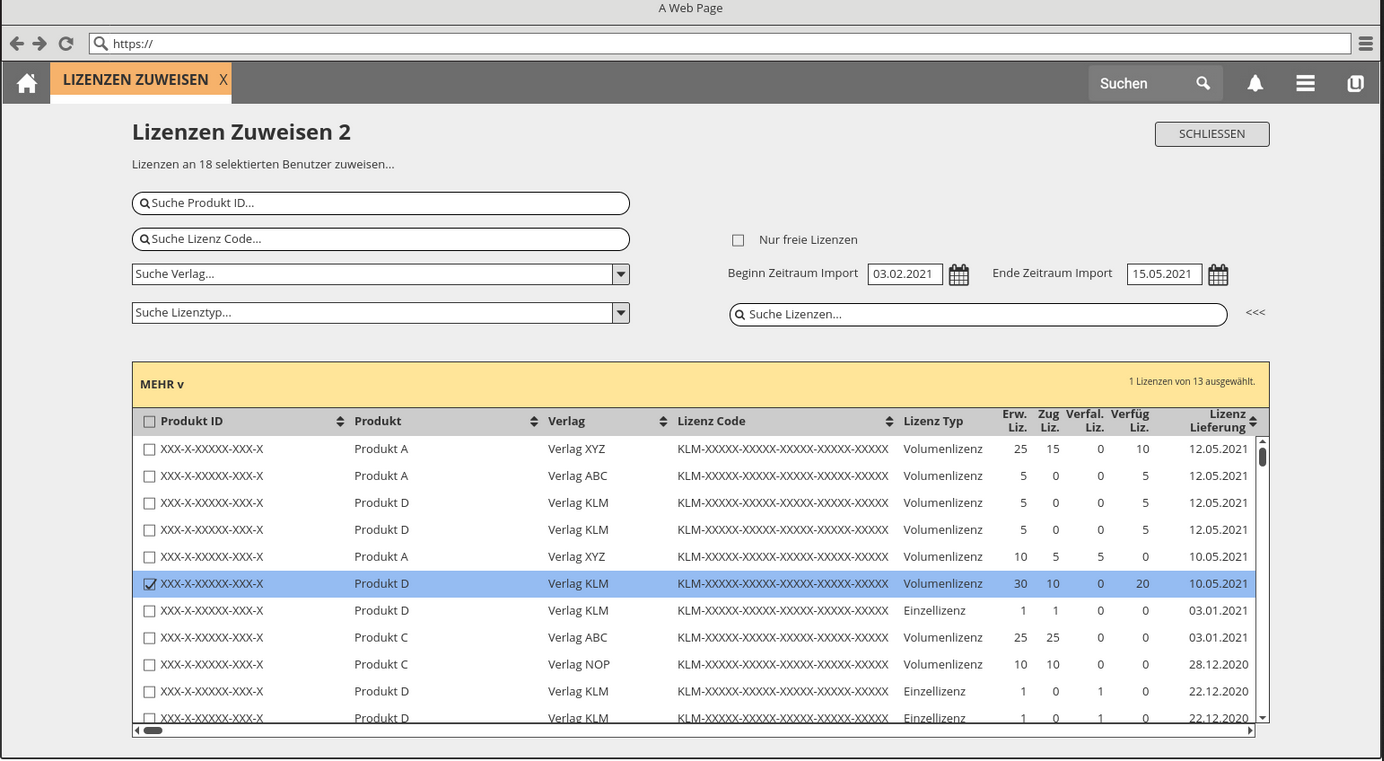 A Web Page
https://
LIZENZEN ZUWEISEN X
Suchen
Lizenzen Zuweisen 2
SCHLIESSEN
Lizenzen an 18 selektierten Benutzer zuweisen...
Suche Produkt ID...
Suche Lizenz Code...
Nur freie Lizenzen
Suche Verlag...
Beginn Zeitraum Import 03.02.2021 Ende Zeitraum Import 15.05.2021
Suche Lizenztyp...
Suche Lizenzen... <<<
MEHR v
1 Lizenzen von 13 ausgewählt.
Produkt ID Produkt Verlag Lizenz Code Lizenz Typ Erw. Liz. Zug Liz. Verfal. Liz. Verfüg Liz. Lizenz Lieferung
XXX-X-XXXXX-XXX-X Produkt A Verlag XYZ KLM-XXXXX-XXXXX-XXXXX-XXXXX-XXXXX Volumenlizenz 25 15 0 10 12.05.2021
XXX-X-XXXXX-XXX-X Produkt A Verlag ABC KLM-XXXXX-XXXXX-XXXXX-XXXXX-XXXXX Volumenlizenz 5 0 0 5 12.05.2021
XXX-X-XXXXX-XXX-X Produkt D Verlag KLM KLM-XXXXX-XXXXX-XXXXX-XXXXX-XXXXX Volumenlizenz 5 0 0 5 12.05.2021
XXX-X-XXXXX-XXX-X Produkt D Verlag KLM KLM-XXXXX-XXXXX-XXXXX-XXXXX-XXXXX Volumenlizenz 5 0 0 5 12.05.2021
XXX-X-XXXXX-XXX-X Produkt A Verlag XYZ KLM-XXXXX-XXXXX-XXXXX-XXXXX-XXXXX Volumenlizenz 10 5 5 0 10.05.2021
XXX-X-XXXXX-XXX-X Produkt D Verlag KLM KLM-XXXXX-XXXXX-XXXXX-XXXXX-XXXXX Volumenlizenz 30 10 0 20 10.05.2021
XXX-X-XXXXX-XXX-X Produkt D Verlag KLM KLM-XXXXX-XXXXX-XXXXX-XXXXX-XXXXX Einzellizenz 1 1 0 0 03.01.2021
XXX-X-XXXXX-XXX-X Produkt C Verlag ABC KLM-XXXXX-XXXXX-XXXXX-XXXXX-XXXXX Volumenlizenz 25 25 0 0 03.01.2021
XXX-X-XXXXX-XXX-X Produkt C Verlag NOP KLM-XXXXX-XXXXX-XXXXX-XXXXX-XXXXX Volumenlizenz 10 10 0 0 28.12.2020
XXX-X-XXXXX-XXX-X Produkt D Verlag KLM KLM-XXXXX-XXXXX-XXXXX-XXXXX-XXXXX Einzellizenz 1 0 1 0 22.12.2020
XXX-X-XXXXX-XXX-X Produkt D Verlag KLM KLM-XXXXX-XXXXX-XXXXX-XXXXX-XXXXX Einzellizenz 1 0 1 0 22.12.2020